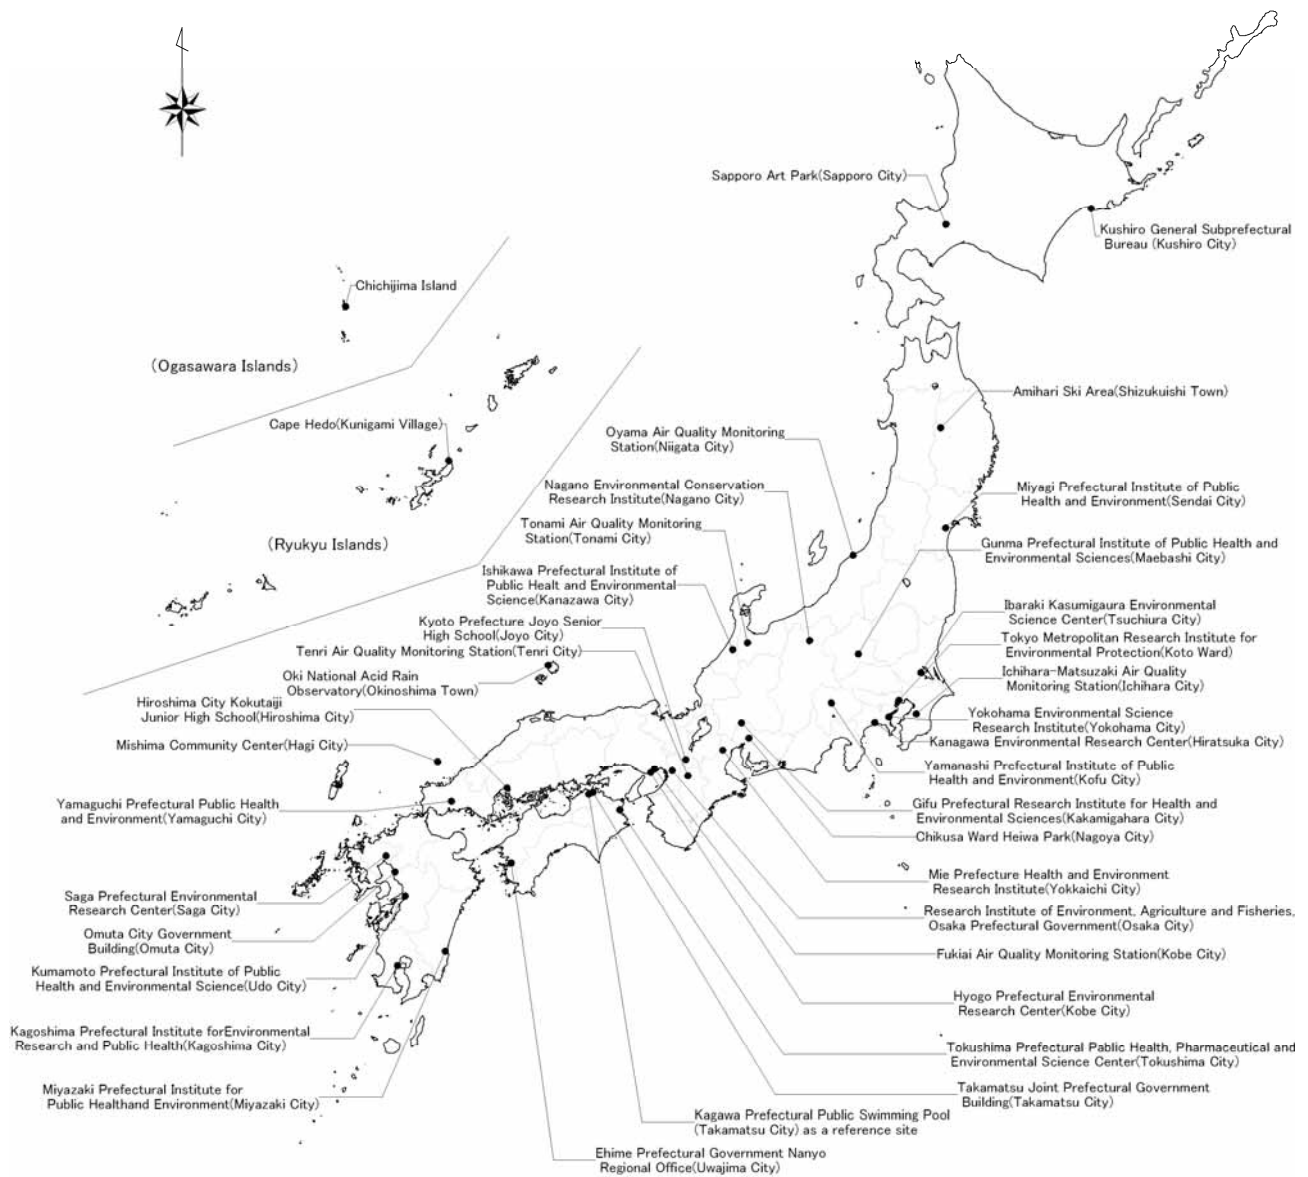 Sapporo Art Park(Sapporo City)
Kushiro General Subprefectural
Bureau (Kushiro City)
Chichijima Island
(Ogasawara Islands)
Amihari Ski Area(Shizukuishi Town)
Cape Hedo(Kunigami Village)
Oyama Air Quality Monitoring
Station(Niigata City)
Nagano Environmental Conservation
Research Institute(Nagano City)
Miyagi Prefectural Institute of Public
Health and Environment(Sendai City)
Tonami Air Quality Monitoring
Station(Tonami City)
(Ryukyu Islands)
Gunma Prefectural Institute of Public Health and
Environmental Sciences(Maebashi City)
Ishikawa Prefectural Institute of
Public Healt and Environmental
Science(Kanazawa City)
Ibaraki Kasumigaura Environmental
Science Center(Tsuchiura City)
Kyoto Prefecture Joyo Senior
High School(Joyo City)
Tokyo Metropolitan Research Institute for
Environmental Protection(Koto Ward)
Tenri Air Quality Monitoring Station(Tenri City)
Ichihara-Matsuzaki Air Quality
Monitoring Station(Ichihara City)
Oki National Acid Rain
Observatory(Okinoshima Town)
Hiroshima City Kokutaiji
Junior High School(Hiroshima City)
Yokohama Environmental Science
Research Institute(Yokohama City)
Mishima Community Center(Hagi City)
Kanagawa Environmental Research Center(Hiratsuka City)
Yamanashi Prefectural Institute of Public
Health and Environment(Kofu City)
Yamaguchi Prefectural Public Health
and Environment(Yamaguchi City)
Gifu Prefectural Research Institute for Health and
Environmental Sciences(Kakamigahara City)
Chikusa Ward Heiwa Park(Nagoya City)
Mie Prefecture Health and Environment
Research Institute(Yokkaichi City)
Saga Prefectural Environmental
Research Center(Saga City)
Research Institute of Environment, Agriculture and Fisheries,
Osaka Prefectural Government(Osaka City)
Omuta City Government
Building(Omuta City)
Fukiai Air Quality Monitoring Station(Kobe City)
Kumamoto Prefectural Institute of Public
Health and Environmental Science(Udo City)
Hyogo Prefectural Environmental
Research Center(Kobe City)
Kagoshima Prefectural Institute forEnvironmental
Research and Public Health(Kagoshima City)
Tokushima Prefectural Pablic Health, Pharmaceutical and
Environmental Science Center(Tokushima City)
Miyazaki Prefectural Institute for
Public Healthand Environment(Miyazaki City)
Takamatsu Joint Prefectural Government
Building(Takamatsu City)
Kagawa Prefectural Public Swimming Pool
(Takamatsu City) as a reference site
Ehime Prefectural Government Nanyo
Regional Office(Uwajima City)